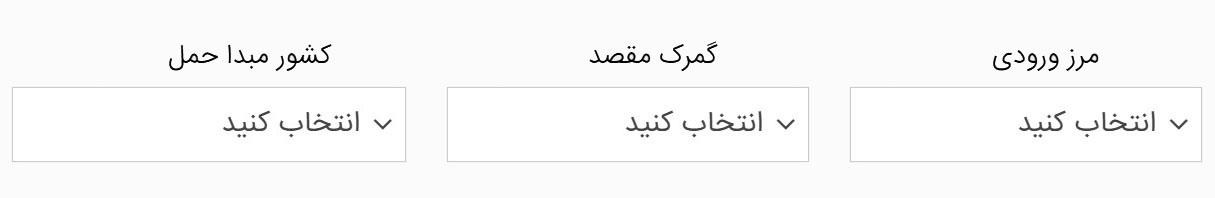 مرز ورودی
گمرک مقصد
کشور مبدا حمل
انتخاب کنید
انتخاب کنید
انتخاب کنید